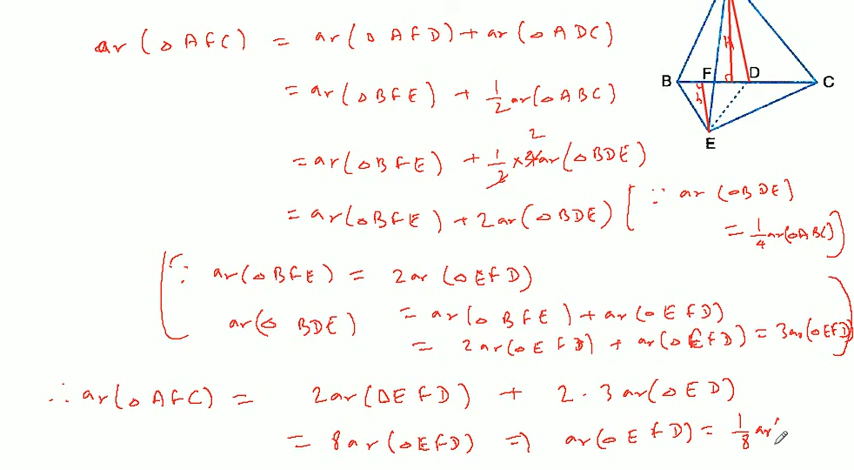 ar (△AFC) = ar(△AFD) + ar(△ADC)
= ar(△BFE) + 1/2 ar(△ABC)
= ar(△BFE) + 1/2 × 4 ar(△BDE) 2
= ar(△BFE) + 2ar(△BDE) [∵ ar (△BDE)
= 1/4 ar(△ABC)]
[∵ ar(△BFE) = 2ar (△EFD)
ar(△ BDE) = ar(△BFE) + ar(△EFD)
= 2ar(△EFD) + ar(△EFD) = 3ar(△EFD)]
∴ ar(△AFC) = 2ar(△EFD) + 2·3ar(△ED)
= 8ar(△EFD) ⇒ ar(△EFD) = 1/8 ar
H
B F D C
h
E